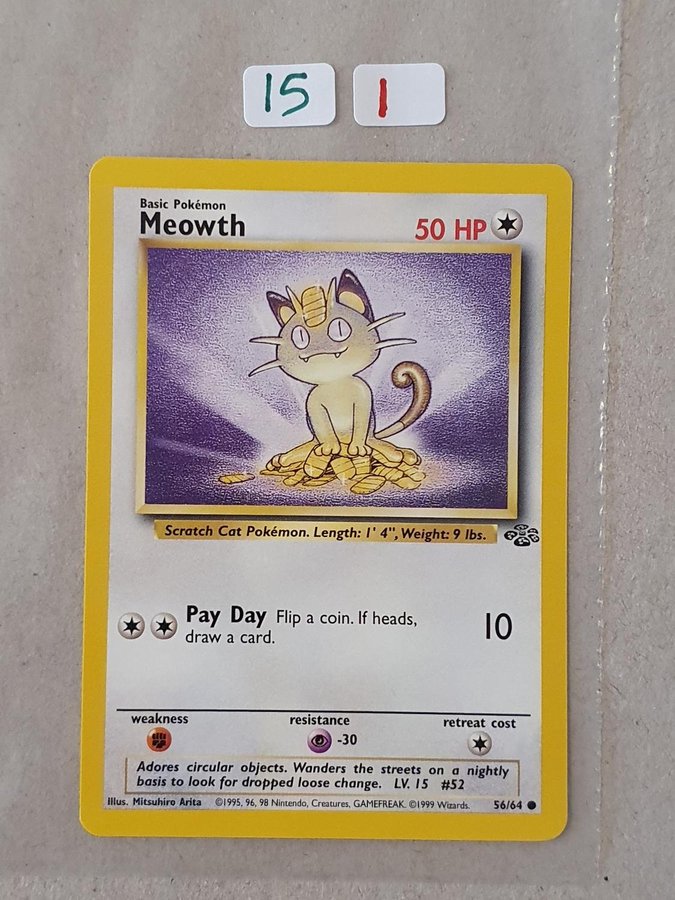 15 1
Basic Pokémon
Meowth 50 HP
Scratch Cat Pokémon. Length: 1' 4", Weight: 9 lbs.
Pay Day Flip a coin. If heads, 10
draw a card.
weakness resistance retreat cost
-30
Adores circular objects. Wanders the streets on a nightly
basis to look for dropped loose change. LV. 15 #52
Illus. Mitsuhiro Arita ©1995, 96, 98 Nintendo, Creatures, GAMEFREAK. ©1999 Wizards. 56/64